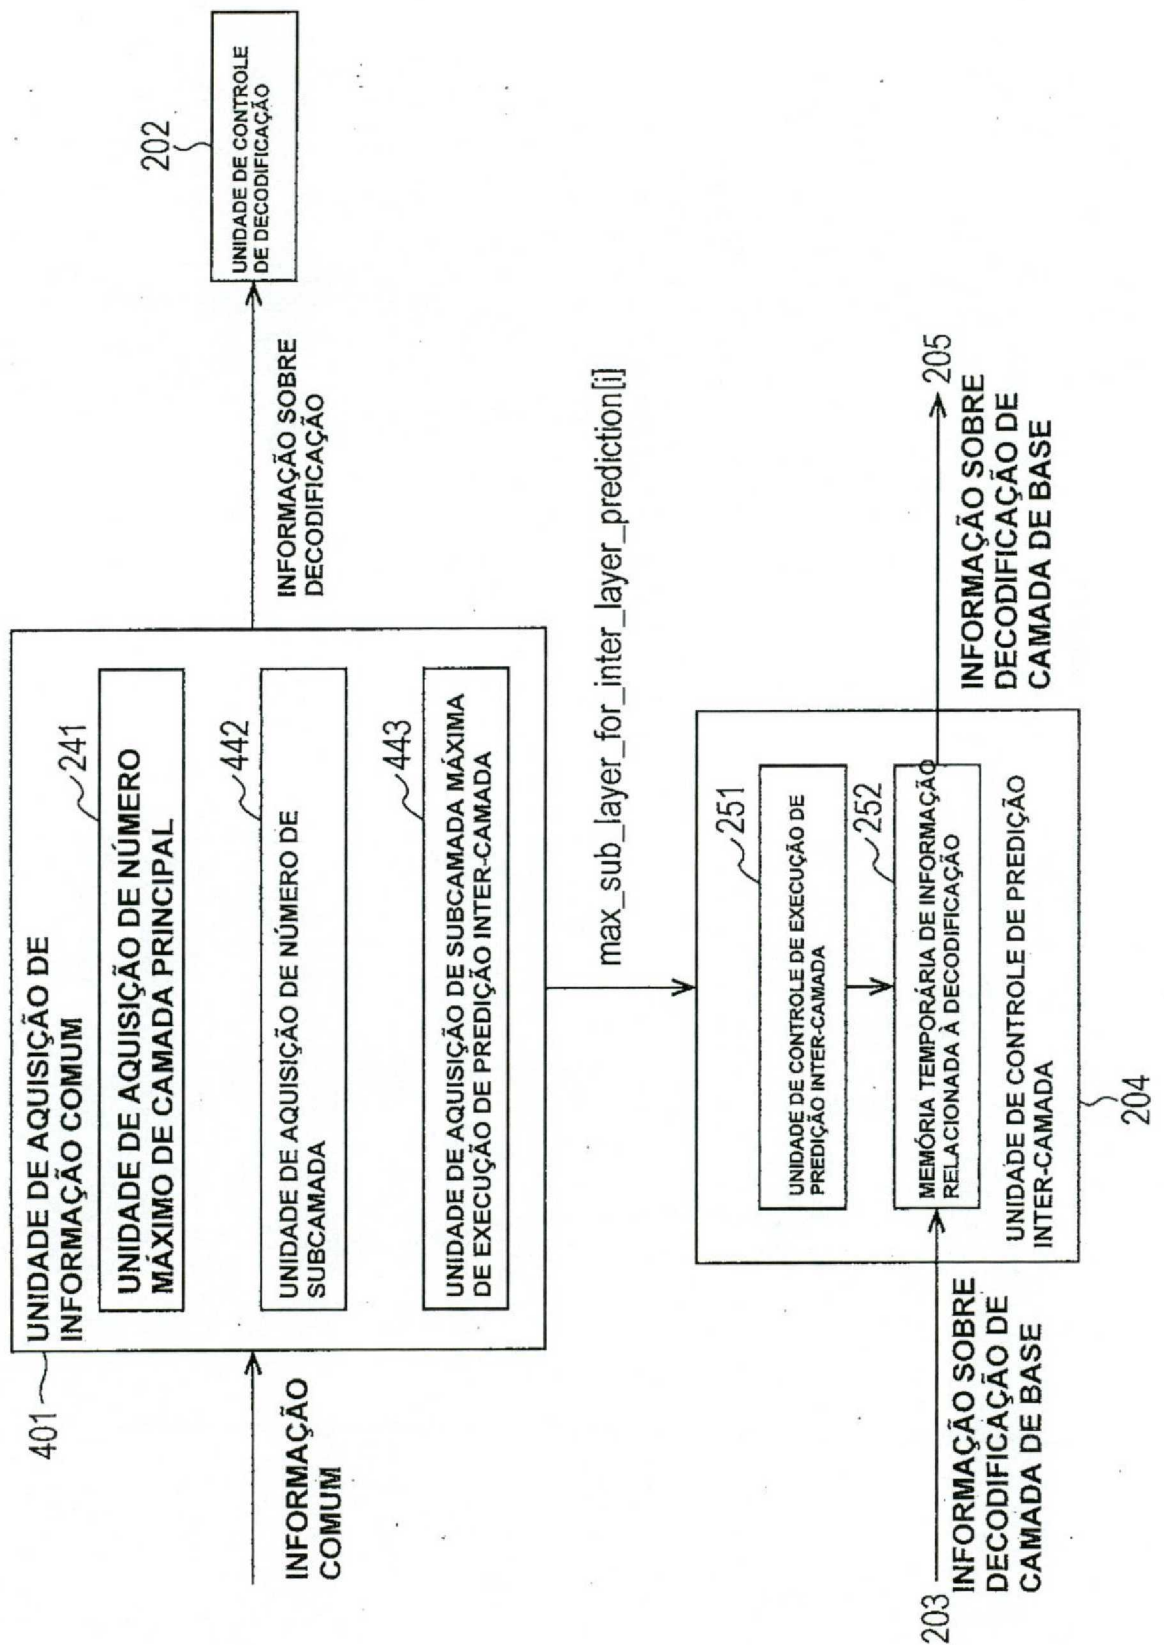 401
UNIDADE DE AQUISIÇÃO DE
INFORMAÇÃO COMUM
241
UNIDADE DE AQUISIÇÃO DE NÚMERO
MÁXIMO DE CAMADA PRINCIPAL
442
UNIDADE DE AQUISIÇÃO DE NÚMERO DE
SUBCAMADA
443
UNIDADE DE AQUISIÇÃO DE SUBCAMADA MÁXIMA
DE EXECUÇÃO DE PREDIÇÃO INTER-CAMADA
INFORMAÇÃO
COMUM
INFORMAÇÃO SOBRE
DECODIFICAÇÃO
202
UNIDADE DE CONTROLE
DE DECODIFICAÇÃO
max_sub_layer_for_inter_layer_prediction[i]
251
UNIDADE DE CONTROLE DE EXECUÇÃO DE
PREDIÇÃO INTER-CAMADA
252
MEMÓRIA TEMPORÁRIA DE INFORMAÇÃO
RELACIONADA À DECODIFICAÇÃO
UNIDADE DE CONTROLE DE PREDIÇÃO
INTER-CAMADA
204
203
INFORMAÇÃO SOBRE
DECODIFICAÇÃO DE
CAMADA DE BASE
205
INFORMAÇÃO SOBRE
DECODIFICAÇÃO DE
CAMADA DE BASE